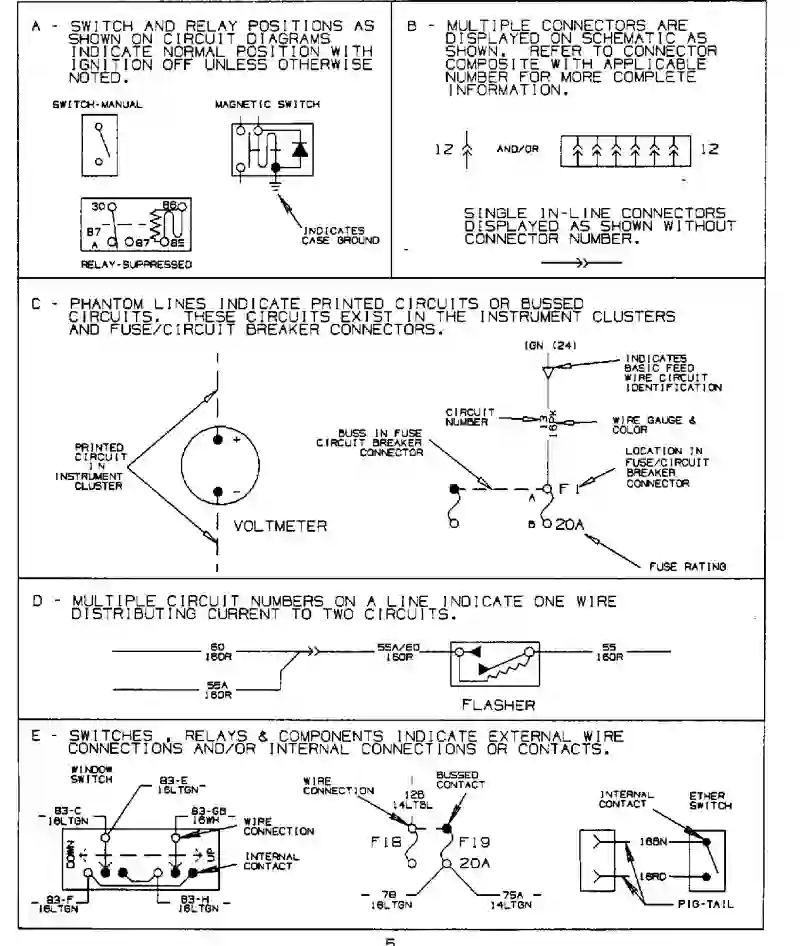 A - SWITCH AND RELAY POSITIONS AS
SHOWN ON CIRCUIT DIAGRAMS
INDICATE NORMAL POSITION WITH
IGNITION OFF UNLESS OTHERWISE
NOTED.
SWITCH-MANUAL
MAGNETIC SWITCH
30
86
87
A
87
85
RELAY-SUPPRESSED
INDICATES
CASE GROUND
B - MULTIPLE CONNECTORS ARE
DISPLAYED ON SCHEMATIC AS
SHOWN. REFER TO CONNECTOR
COMPOSITE WITH APPLICABLE
NUMBER FOR MORE COMPLETE
INFORMATION.
12
AND/OR
12
SINGLE IN-LINE CONNECTORS
DISPLAYED AS SHOWN WITHOUT
CONNECTOR NUMBER.
C - PHANTOM LINES INDICATE PRINTED CIRCUITS OR BUSSED
CIRCUITS. THESE CIRCUITS EXIST IN THE INSTRUMENT CLUSTERS
AND FUSE/CIRCUIT BREAKER CONNECTORS.
PRINTED
CIRCUIT
IN
INSTRUMENT
CLUSTER
+
-
VOLTMETER
IGN (24)
INDICATES
BASIC FEED
WIRE CIRCUIT
IDENTIFICATION
CIRCUIT
NUMBER
13
16PK
WIRE GAUGE &
COLOR
BUSS IN FUSE
CIRCUIT BREAKER
CONNECTOR
LOCATION IN
FUSE/CIRCUIT
BREAKER
CONNECTOR
A
F1
B
20A
FUSE RATING
D - MULTIPLE CIRCUIT NUMBERS ON A LINE INDICATE ONE WIRE
DISTRIBUTING CURRENT TO TWO CIRCUITS.
60
16OR
55A/60
16OR
55
16OR
55A
16OR
FLASHER
E - SWITCHES , RELAYS & COMPONENTS INDICATE EXTERNAL WIRE
CONNECTIONS AND/OR INTERNAL CONNECTIONS OR CONTACTS.
WINDOW
SWITCH
83-E
16LTGN
83-C
16LTGN
83-GB
16WH
WIRE
CONNECTION
DOWN
UP
INTERNAL
CONTACT
83-F
16LTGN
83-H
16LTGN
WIRE
CONNECTION
12B
14LTBL
BUSSED
CONTACT
F18
F19
20A
78
16LTGN
75A
14LTGN
INTERNAL
CONTACT
ETHER
SWITCH
16BN
16RD
PIG-TAIL
5